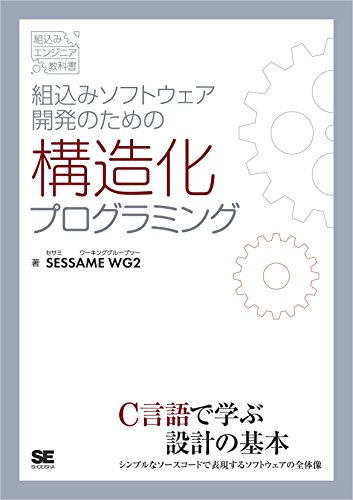 組込み
エンジニア
教科書
組込みソフトウェア
開発のための
構造化
プログラミング
セサミ ワーキンググループツー
著 SESSAME WG2
C言語で学ぶ
設計の基本
シンプルなソースコードで表現するソフトウェアの全体像
SE
SHOEISHA